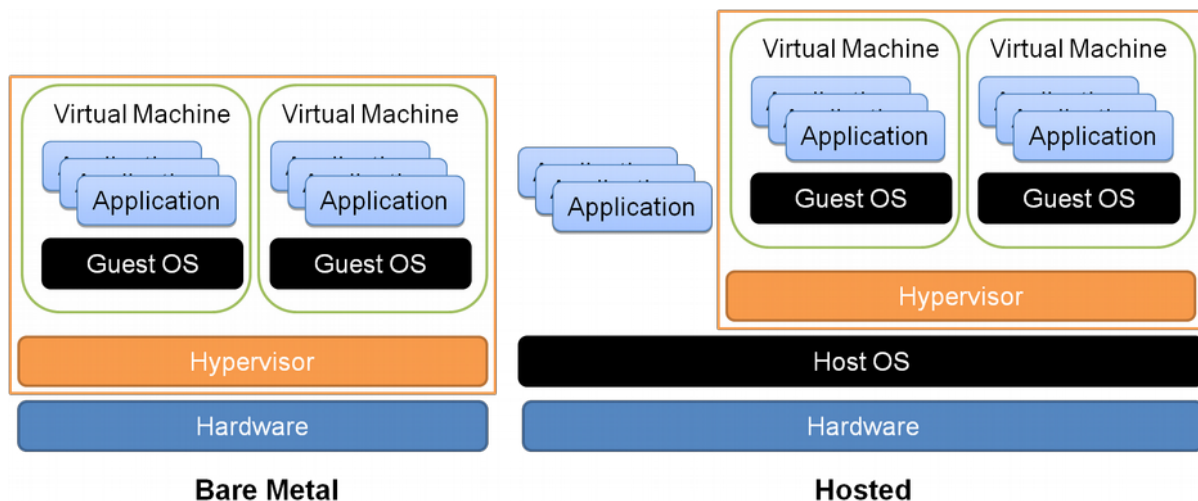 Virtual Machine
Virtual Machine
Application
Application
Guest OS
Guest OS
Hypervisor
Hardware
Bare Metal
Virtual Machine
Virtual Machine
Application
Application
Application
Guest OS
Guest OS
Hypervisor
Host OS
Hardware
Hosted